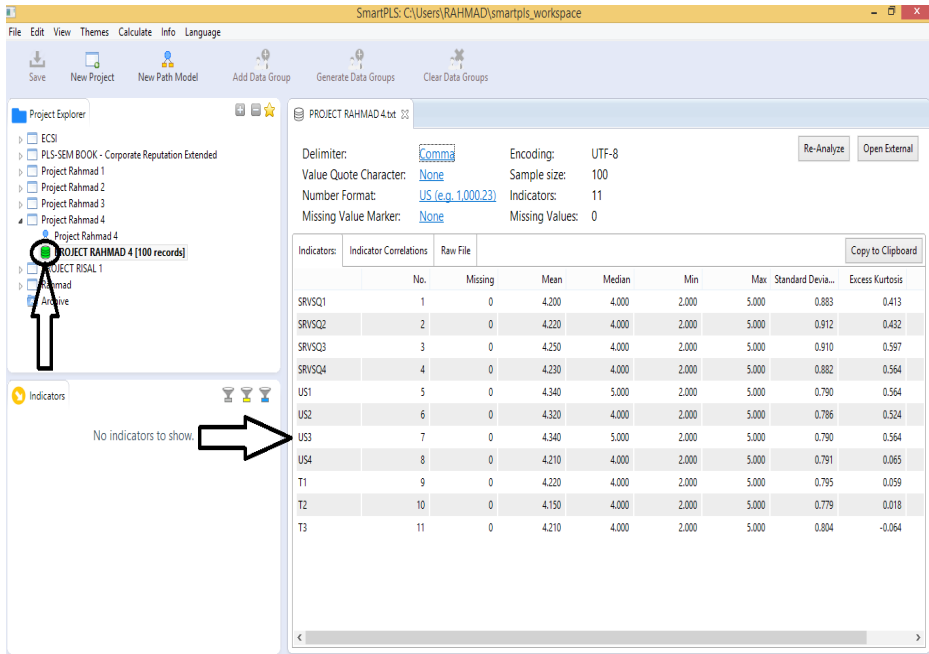 SmartPLS: C:\Users\RAHMAD\smartpls_workspace
File Edit View Themes Calculate Info Language
Save New Project New Path Model Add Data Group Generate Data Groups Clear Data Groups
Project Explorer
ECSI
PLS-SEM BOOK - Corporate Reputation Extended
Project Rahmad 1
Project Rahmad 2
Project Rahmad 3
Project Rahmad 4
Project Rahmad 4
PROJECT RAHMAD 4 [100 records]
PROJECT RISAL 1
Rahmad
Archive
Indicators
No indicators to show.
PROJECT RAHMAD 4.txt
Delimiter: Comma Encoding: UTF-8 Re-Analyze Open External
Value Quote Character: None Sample size: 100
Number Format: US (e.g. 1,000.23) Indicators: 11
Missing Value Marker: None Missing Values: 0
Indicators: Indicator Correlations Raw File Copy to Clipboard
No. Missing Mean Median Min Max Standard Devia... Excess Kurtosis
SRVSQ1 1 0 4.200 4.000 2.000 5.000 0.883 0.413
SRVSQ2 2 0 4.220 4.000 2.000 5.000 0.912 0.432
SRVSQ3 3 0 4.250 4.000 2.000 5.000 0.910 0.597
SRVSQ4 4 0 4.230 4.000 2.000 5.000 0.882 0.564
US1 5 0 4.340 5.000 2.000 5.000 0.790 0.564
US2 6 0 4.320 4.000 2.000 5.000 0.786 0.524
US3 7 0 4.340 5.000 2.000 5.000 0.790 0.564
US4 8 0 4.210 4.000 2.000 5.000 0.791 0.065
T1 9 0 4.220 4.000 2.000 5.000 0.795 0.059
T2 10 0 4.150 4.000 2.000 5.000 0.779 0.018
T3 11 0 4.210 4.000 2.000 5.000 0.804 -0.064